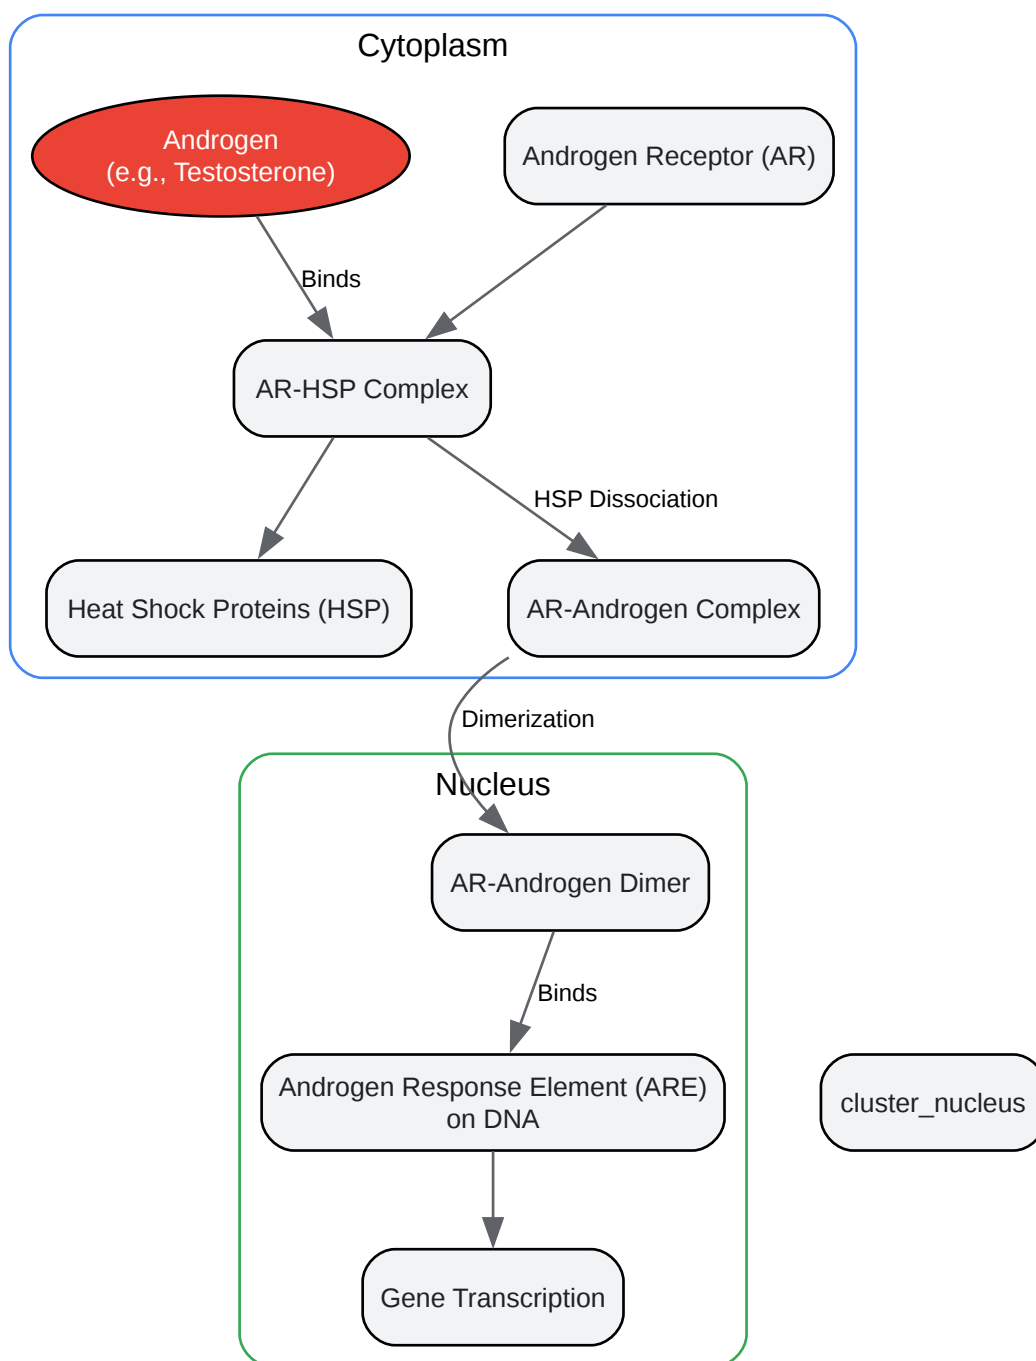 Cytoplasm
Androgen
(e.g., Testosterone)
Androgen Receptor (AR)
Binds
AR-HSP Complex
HSP Dissociation
Heat Shock Proteins (HSP)
AR-Androgen Complex
Dimerization
Nucleus
AR-Androgen Dimer
Binds
Androgen Response Element (ARE)
on DNA
cluster_nucleus
Gene Transcription